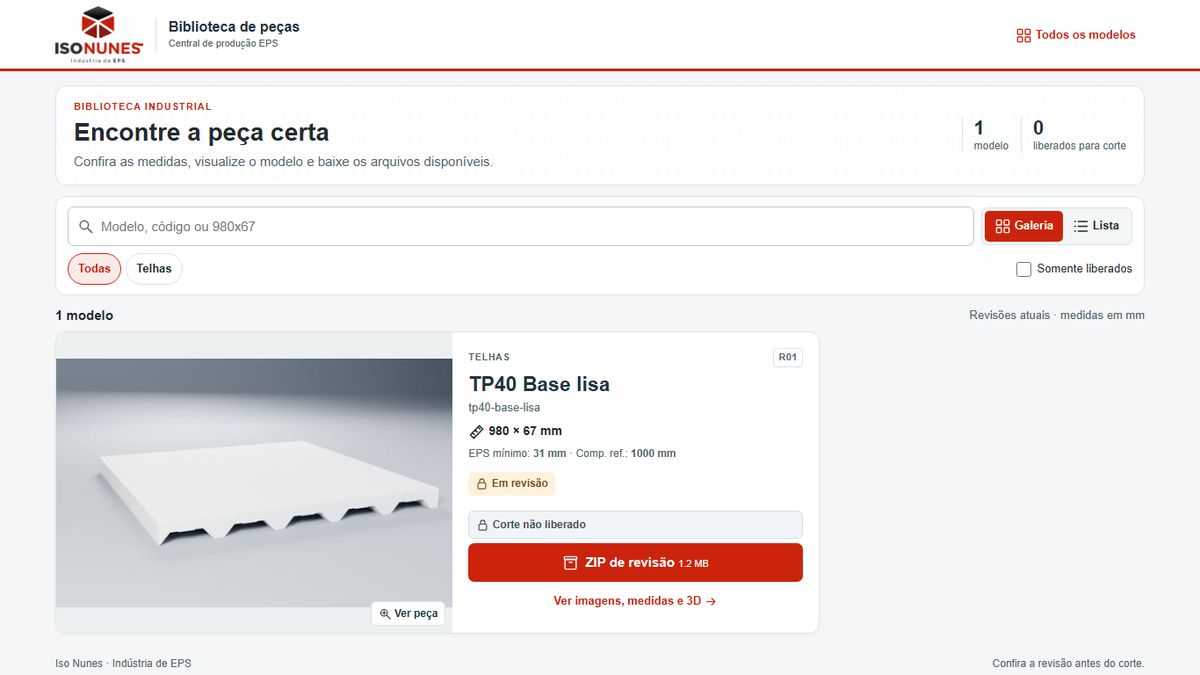 ISONUNES
Indústria de EPS
Biblioteca de peças
Central de produção EPS
Todos os modelos
BIBLIOTECA INDUSTRIAL
Encontre a peça certa
Confira as medidas, visualize o modelo e baixe os arquivos disponíveis.
1
modelo
0
liberados para corte
Modelo, código ou 980x67
Galeria
Lista
Todas
Telhas
Somente liberados
1 modelo
Revisões atuais · medidas em mm
TELHAS
R01
TP40 Base lisa
tp40-base-lisa
980 × 67 mm
EPS mínimo: 31 mm · Comp. ref.: 1000 mm
Em revisão
Corte não liberado
ZIP de revisão 1.2 MB
Ver imagens, medidas e 3D →
Ver peça
Iso Nunes · Indústria de EPS
Confira a revisão antes do corte.